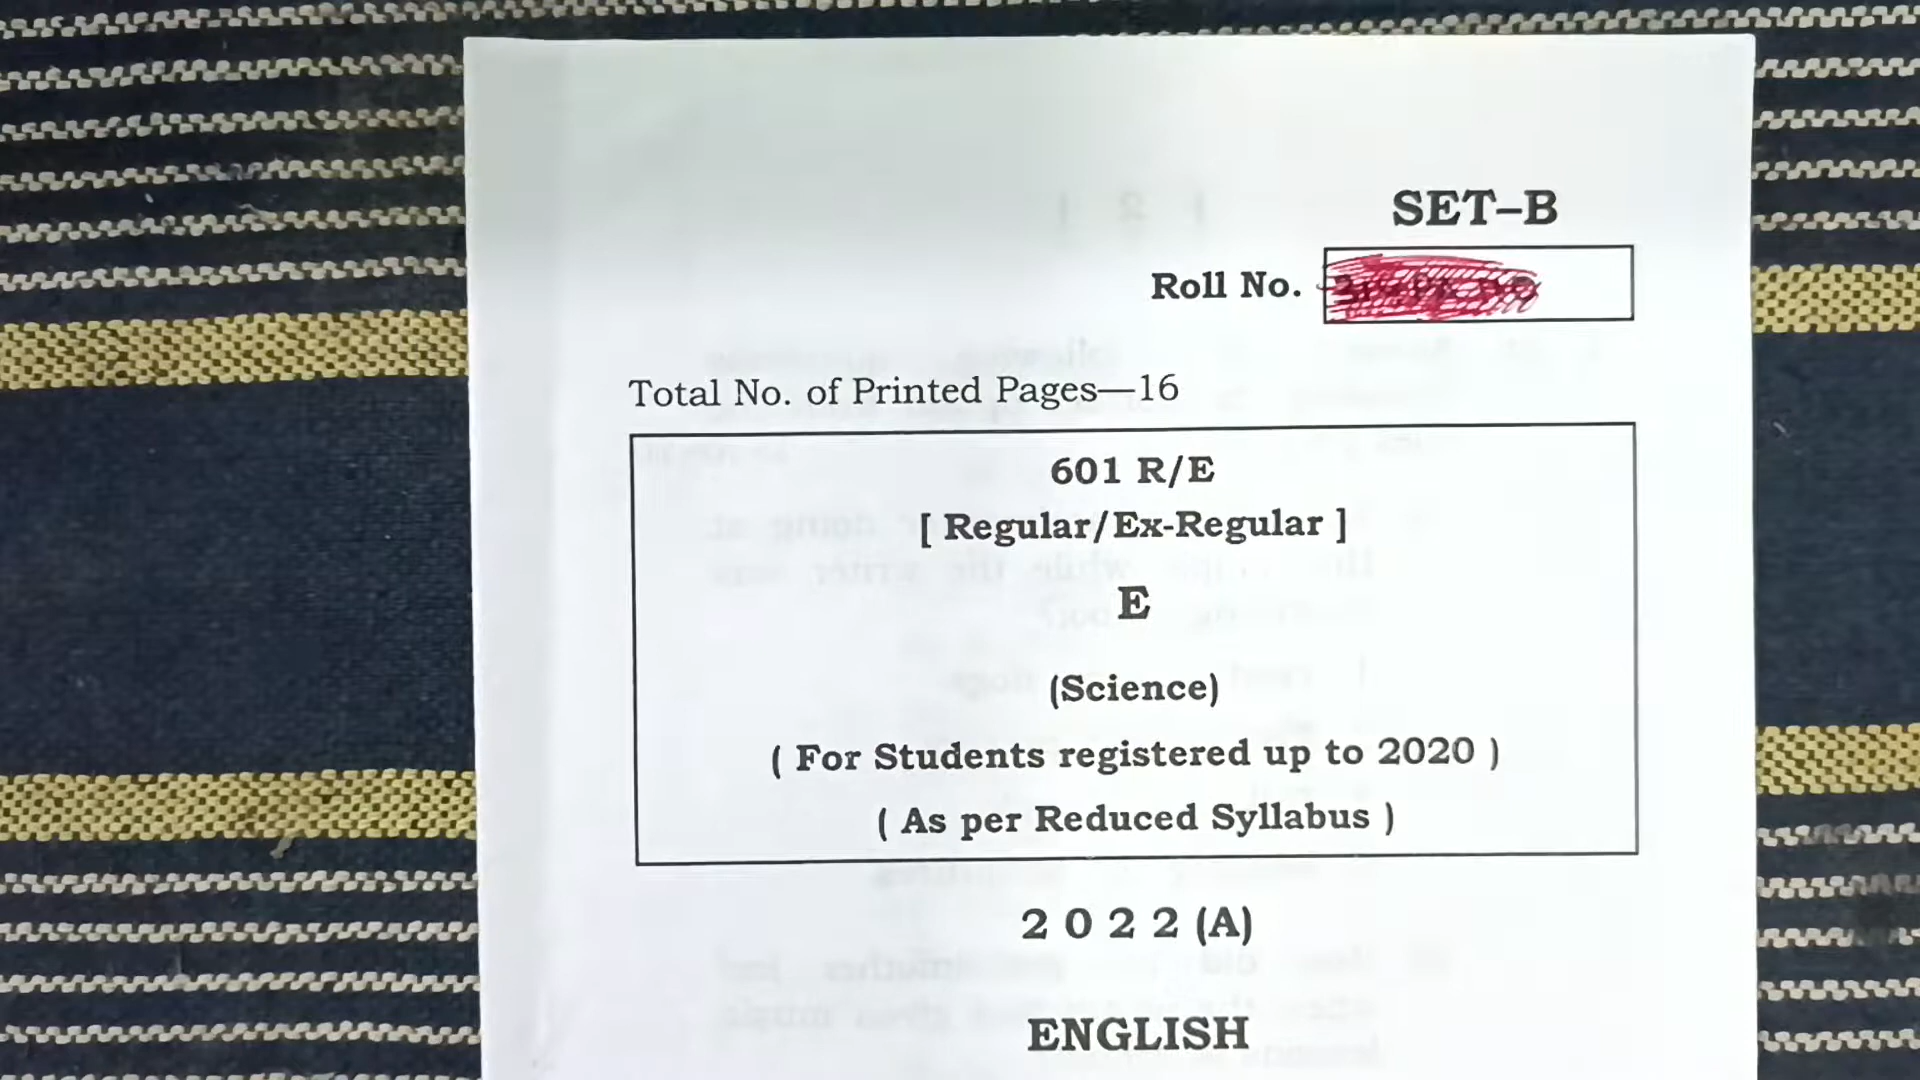 SET–B
Roll No.
Total No. of Printed Pages—16
601 R/E
[ Regular/Ex-Regular ]
E
(Science)
( For Students registered up to 2020 )
( As per Reduced Syllabus )
2 0 2 2 (A)
ENGLISH